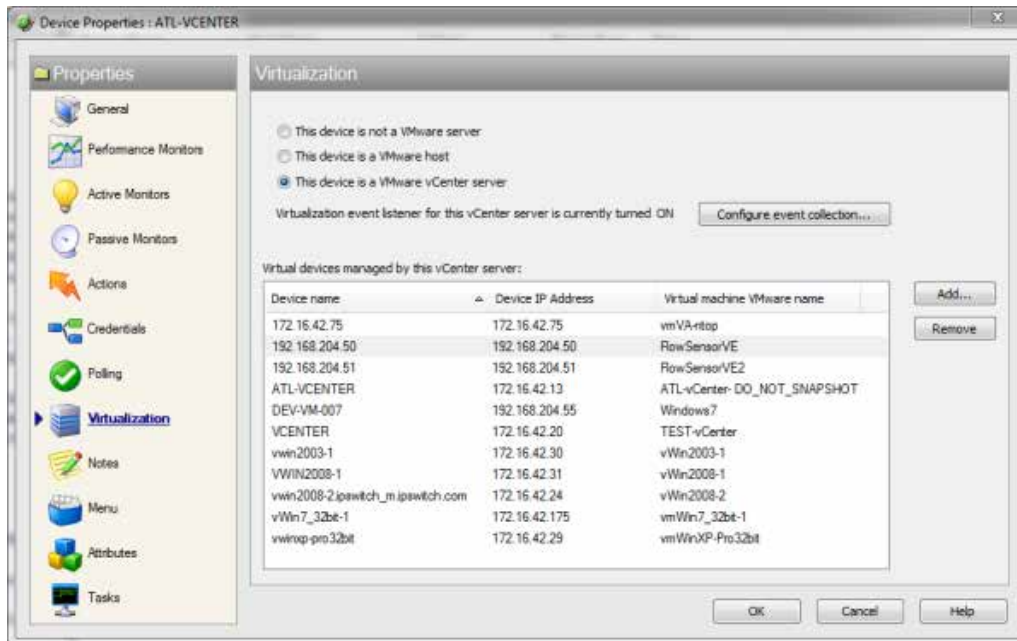 Device Properties : ATL-VCENTER
Properties
General
Performance Monitors
Active Monitors
Passive Monitors
Actions
Credentials
Polling
Virtualization
Notes
Menu
Attributes
Tasks
Virtualization
This device is not a VMware server
This device is a VMware host
This device is a VMware vCenter server
Virtualization event listener for this vCenter server is currently turned ON
Configure event collection...
Virtual devices managed by this vCenter server:
Device name Device IP Address Virtual machine VMware name
172.16.42.75 172.16.42.75 vmVA-ntop
192.168.204.50 192.168.204.50 FlowSensorVE
192.168.204.51 192.168.204.51 FlowSensorVE2
ATL-VCENTER 172.16.42.13 ATL-vCenter- DO_NOT_SNAPSHOT
DEV-VM-007 192.168.204.55 Windows7
VCENTER 172.16.42.20 TEST-vCenter
vwin2003-1 172.16.42.30 vWin2003-1
VWIN2008-1 172.16.42.31 vWin2008-1
vwin2008-2.ipswitch_m.ipswitch.com 172.16.42.24 vWin2008-2
vWin7_32bit-1 172.16.42.175 vmWin7_32bit-1
vwinxp-pro32bit 172.16.42.29 vmWinXP-Pro32bit
Add...
Remove
OK Cancel Help